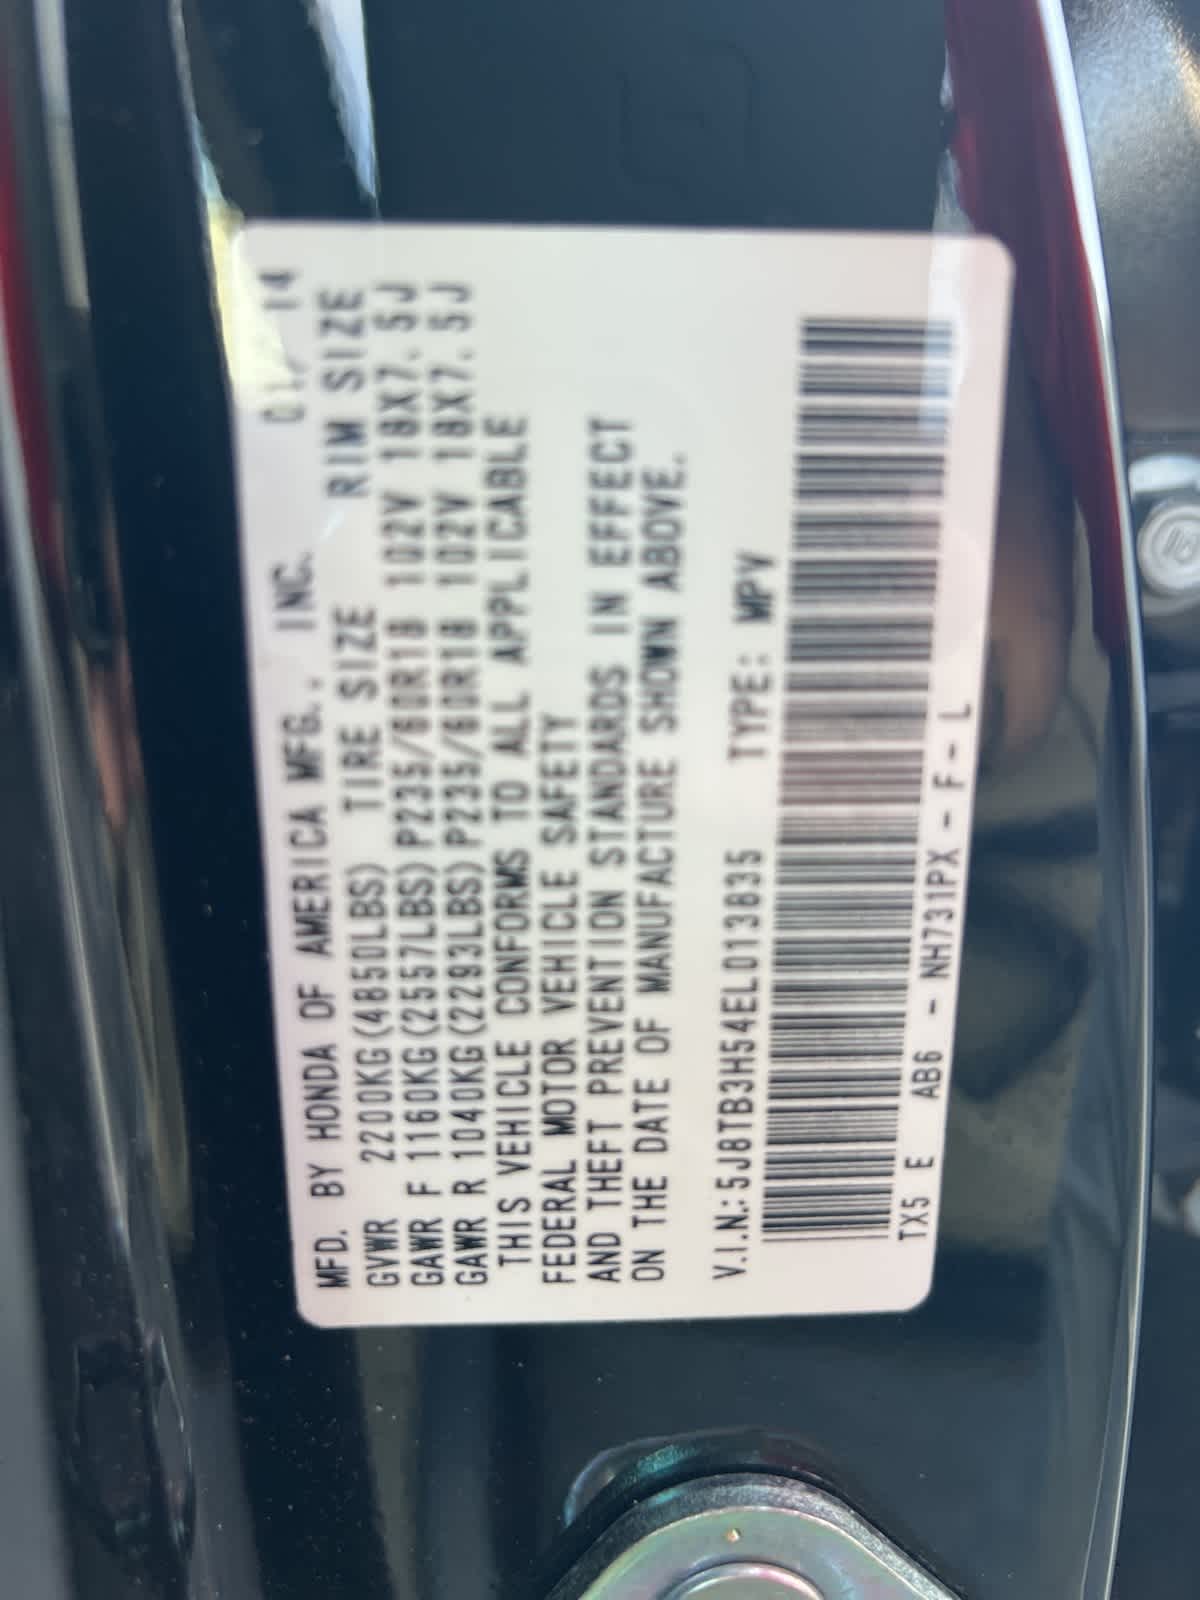 MFD. BY HONDA OF AMERICA MFG., INC. 01/14
GVWR 2200KG(4850LBS) TIRE SIZE RIM SIZE
GAWR F 1160KG(2557LBS)P235/60R18 102V 18X7.5J
GAWR R 1040KG(2293LBS)P235/60R18 102V 18X7.5J
THIS VEHICLE CONFORMS TO ALL APPLICABLE
FEDERAL MOTOR VEHICLE SAFETY
AND THEFT PREVENTION STANDARDS IN EFFECT
ON THE DATE OF MANUFACTURE SHOWN ABOVE.
V.I.N.:5J8TB3H54EL013835 TYPE: MPV
TX5 E AB6 - NH731PX - F - L